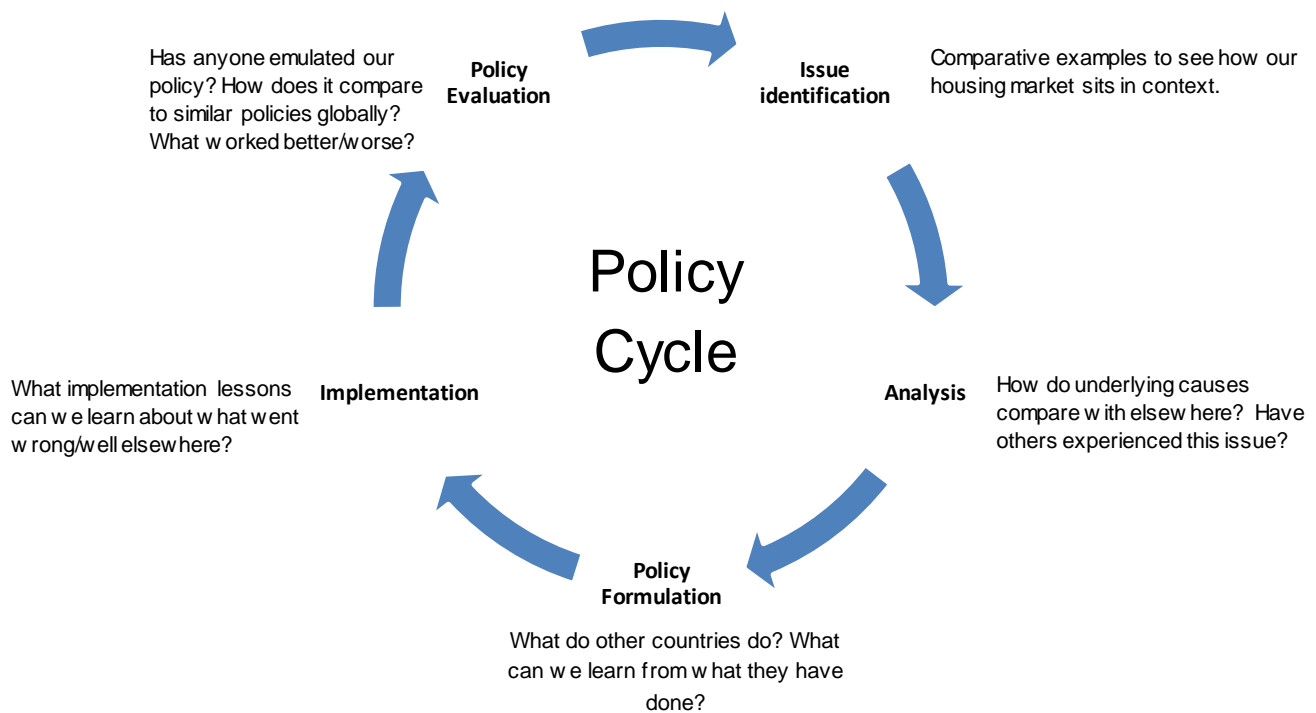 Policy
Cycle
Issue
identification
Comparative examples to see how our
housing market sits in context.
Analysis
How do underlying causes
compare with elsewhere? Have
others experienced this issue?
Policy
Formulation
What do other countries do? What
can we learn from what they have
done?
Implementation
What implementation lessons
can we learn about what went
wrong/well elsewhere?
Policy
Evaluation
Has anyone emulated our
policy? How does it compare
to similar policies globally?
What worked better/worse?